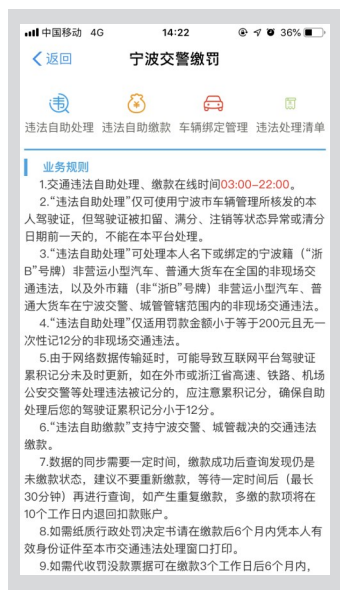 中国移动 4G 14:22 36%
返回 宁波交警缴罚
违法自助处理 违法自助缴款 车辆绑定管理 违法处理清单
业务规则
1.交通违法自助处理、缴款在线时间03:00-22:00。
2.“违法自助处理”仅可使用宁波市车辆管理所核发的本
人驾驶证，但驾驶证被扣留、满分、注销等状态异常或清分
日期前一天的，不能在本平台处理。
3.“违法自助处理”可处理本人名下或绑定的宁波籍（“浙
B”号牌）非营运小型汽车、普通大货车在全国的非现场交
通违法，以及外市籍（非“浙B”号牌）非营运小型汽车、普
通大货车在宁波交警、城管管辖范围内的非现场交通违法。
4.“违法自助处理”仅适用罚款金额小于等于200元且无一
次性记12分的非现场交通违法。
5.由于网络数据传输延时，可能导致互联网平台驾驶证
累积记分未及时更新，如在外市或浙江省高速、铁路、机场
公安交警等处理违法被记分的，应注意累积记分，确保自助
处理后您的驾驶证累积记分小于12分。
6.“违法自助缴款”支持宁波交警、城管裁决的交通违法
缴款。
7.数据的同步需要一定时间，缴款成功后查询发现仍是
未缴款状态，建议不要重新缴款，等待一定时间后（最长
30分钟）再进行查询，如产生重复缴款，多缴的款项将在
10个工作日内退回扣款账户。
8.如需纸质行政处罚决定书请在缴款后6个月内凭本人有
效身份证件至本市交通违法处理窗口打印。
9.如需代收罚没款票据可在缴款3个工作日后6个月内，